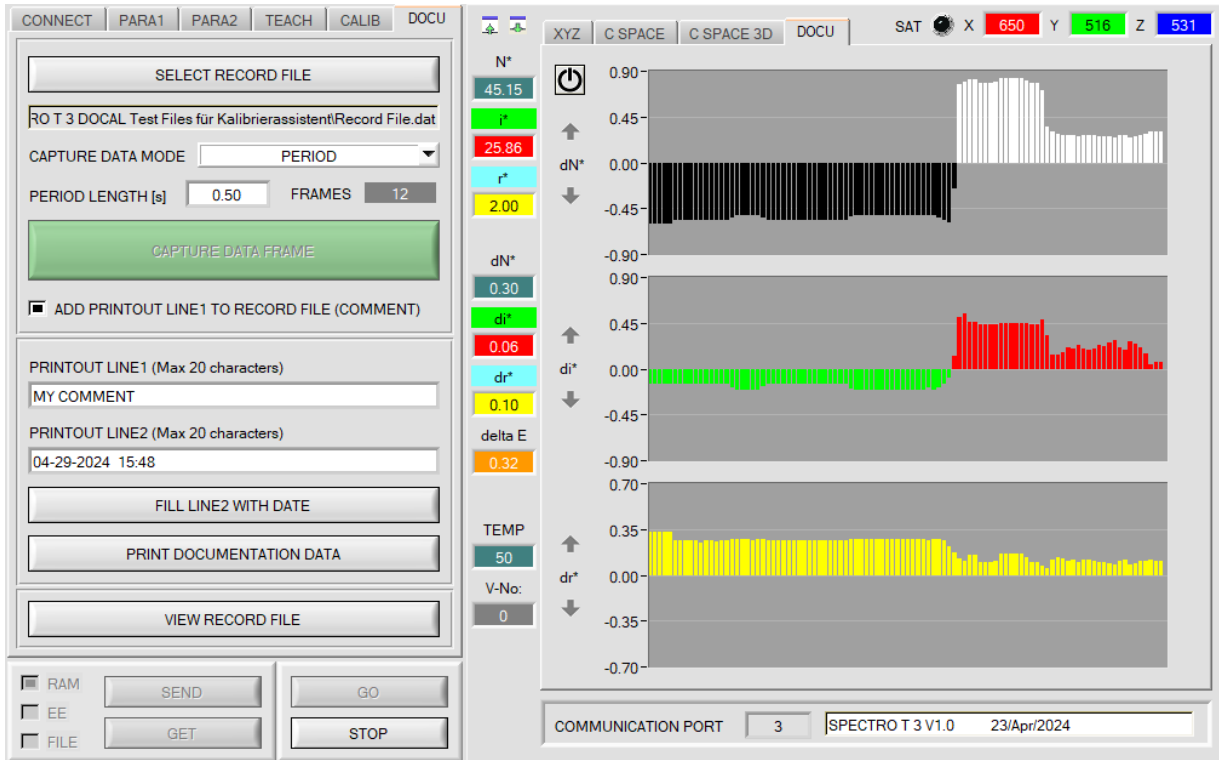 CONNECT PARA1 PARA2 TEACH CALIB DOCU
SELECT RECORD FILE
RO T 3 DOCAL Test Files für Kalibrierassistent\Record File.dat
CAPTURE DATA MODE PERIOD
PERIOD LENGTH [s] 0.50 FRAMES 12
CAPTURE DATA FRAME
ADD PRINTOUT LINE1 TO RECORD FILE (COMMENT)
PRINTOUT LINE1 (Max 20 characters)
MY COMMENT
PRINTOUT LINE2 (Max 20 characters)
04-29-2024 15:48
FILL LINE2 WITH DATE
PRINT DOCUMENTATION DATA
VIEW RECORD FILE
RAM
EE
FILE
SEND
GET
GO
STOP
N*
45.15
i*
25.86
r*
2.00
dN*
0.30
di*
0.06
dr*
0.10
delta E
0.32
TEMP
50
V-No:
0
XYZ C SPACE C SPACE 3D DOCU
SAT X 650 Y 516 Z 531
dN*
0.90
0.45
0.00
-0.45
-0.90
di*
0.90
0.45
0.00
-0.45
-0.90
dr*
0.70
0.35
0.00
-0.35
-0.70
COMMUNICATION PORT 3 SPECTRO T 3 V1.0 23/Apr/2024